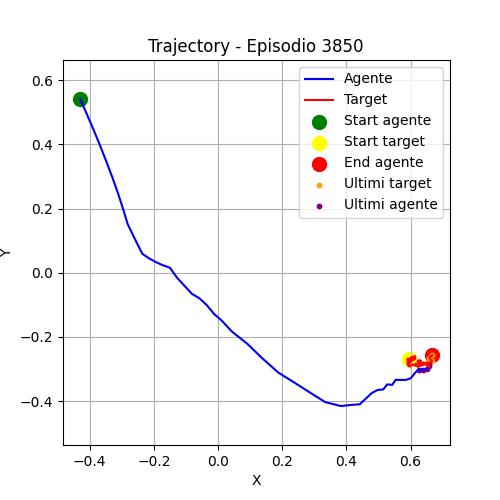 Trajectory - Episodio 3850
Agente
Target
Start agente
Start target
End agente
Ultimi target
Ultimi agente
0.6
0.4
0.2
0.0
−0.2
−0.4
Y
−0.4
−0.2
0.0
0.2
0.4
0.6
X